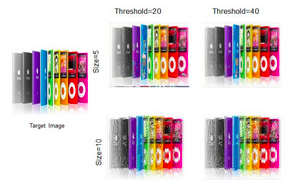 Threshold=20 Threshold=40
Size=5
Target Image
Size=10